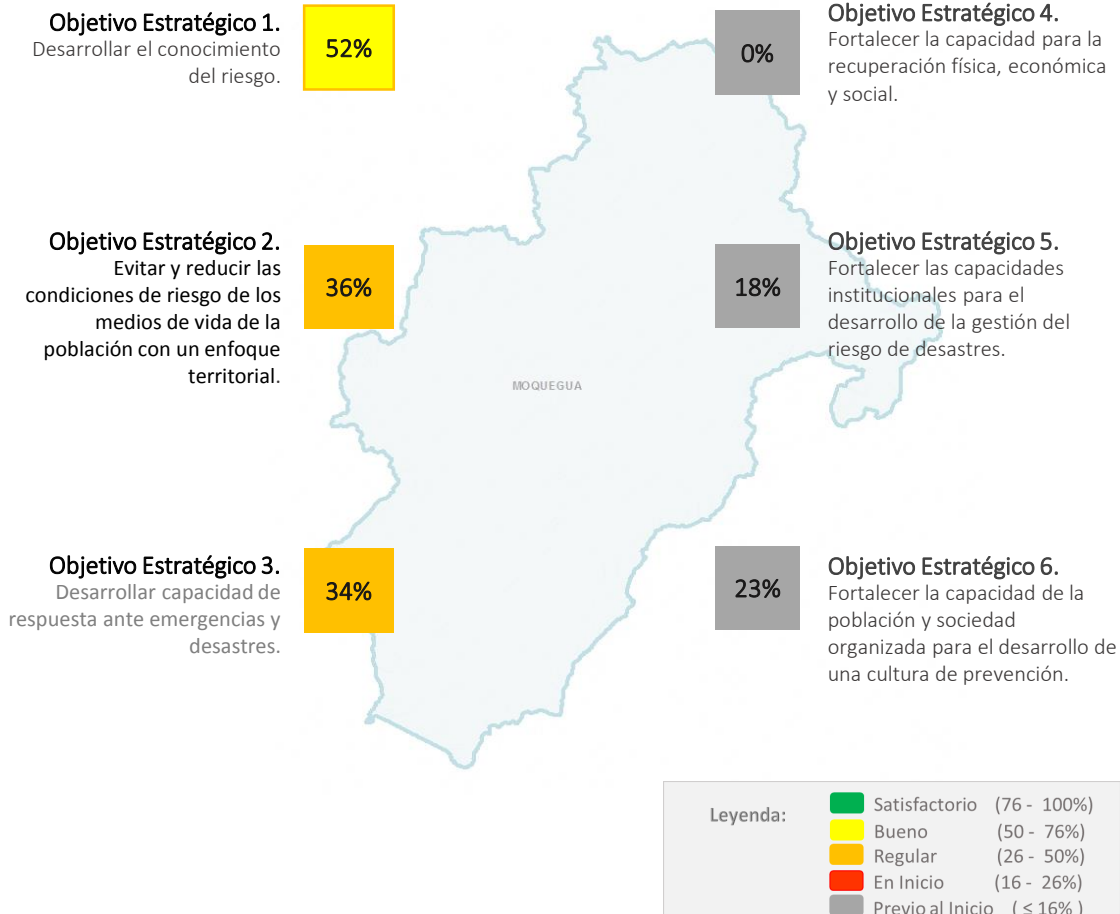 Objetivo Estratégico 1.
Desarrollar el conocimiento
del riesgo.
52%
Objetivo Estratégico 2.
Evitar y reducir las
condiciones de riesgo de los
medios de vida de la
población con un enfoque
territorial.
36%
Objetivo Estratégico 3.
Desarrollar capacidad de
respuesta ante emergencias y
desastres.
34%
MOQUEGUA
0%
Objetivo Estratégico 4.
Fortalecer la capacidad para la
recuperación física, económica
y social.
18%
Objetivo Estratégico 5.
Fortalecer las capacidades
institucionales para el
desarrollo de la gestión del
riesgo de desastres.
23%
Objetivo Estratégico 6.
Fortalecer la capacidad de la
población y sociedad
organizada para el desarrollo de
una cultura de prevención.
Leyenda:
Satisfactorio (76 - 100%)
Bueno (50 - 76%)
Regular (26 - 50%)
En Inicio (16 - 26%)
Previo al Inicio ( ≤ 16% )